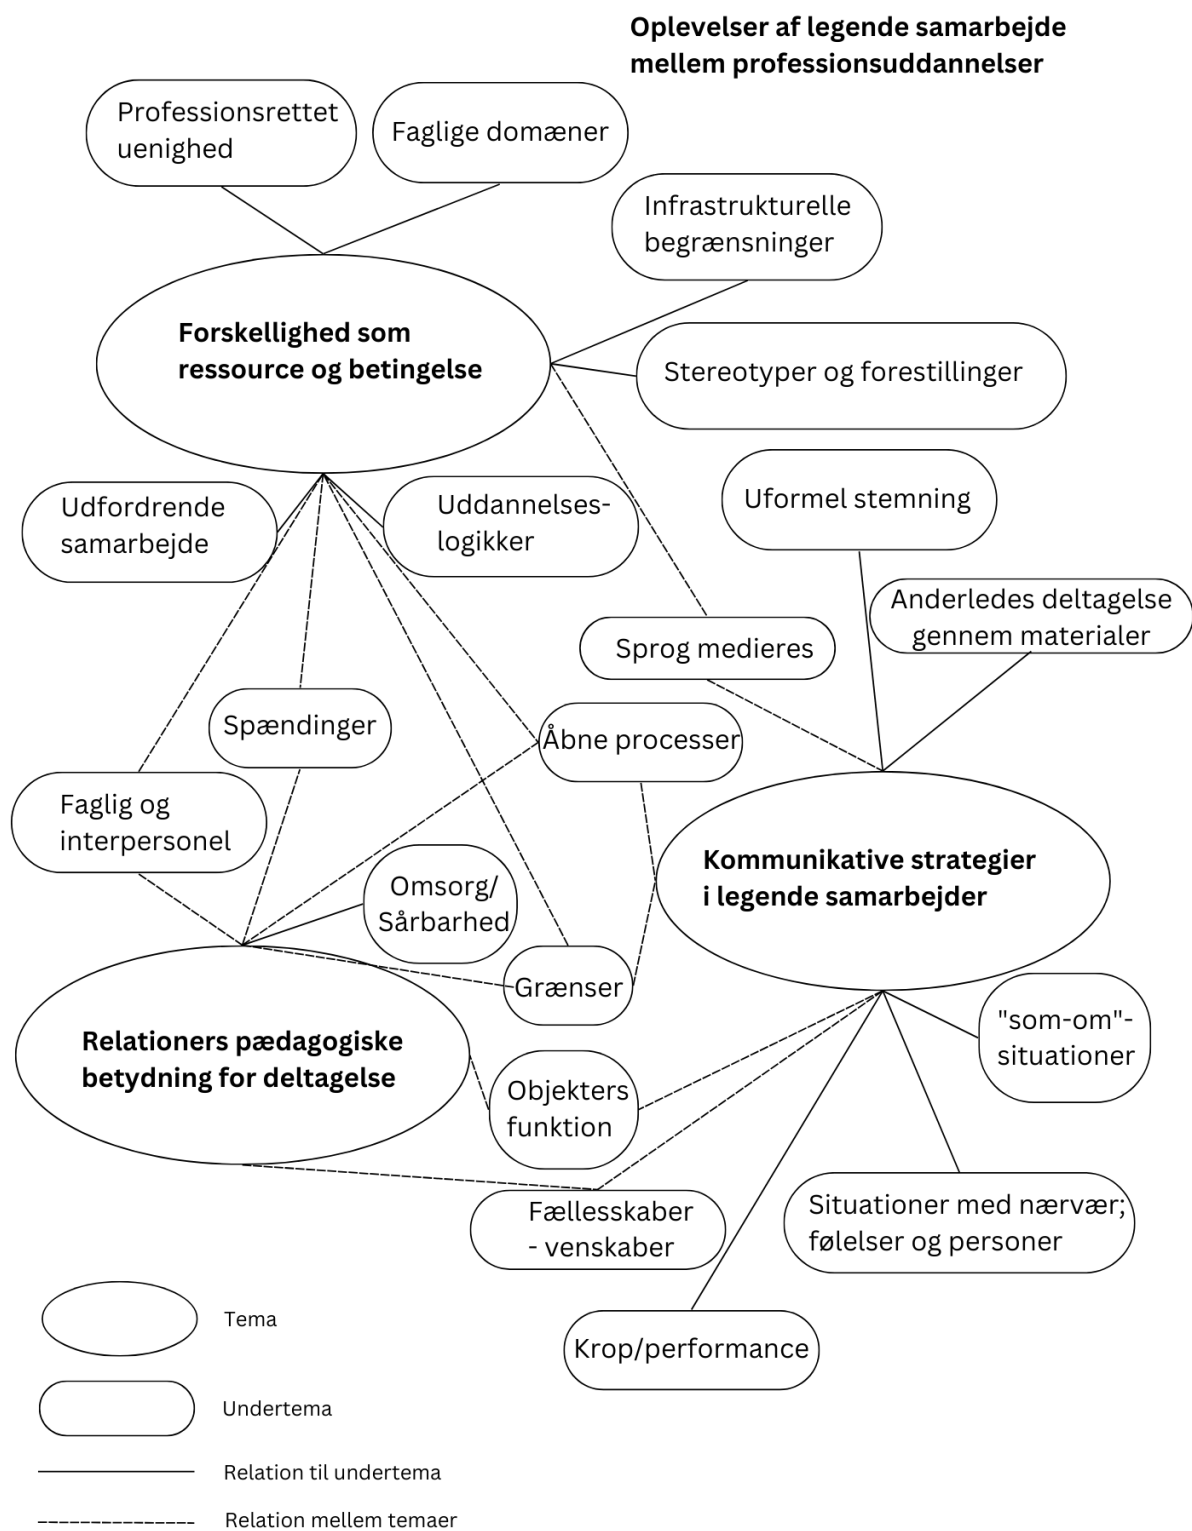 Oplevelser af legende samarbejde
mellem professionsuddannelser
Professionsrettet
uenighed
Faglige domæner
Infrastrukturelle
begrænsninger
Forskellighed som
ressource og betingelse
Stereotyper og forestillinger
Udfordrende
samarbejde
Uddannelses-
logikker
Uformel stemning
Anderledes deltagelse
gennem materialer
Sprog medieres
Spændinger
Åbne processer
Faglig og
interpersonel
Kommunikative strategier
i legende samarbejder
Omsorg/
Sårbarhed
Grænser
Relationers pædagogiske
betydning for deltagelse
"som-om"-
situationer
Objekters
funktion
Fællesskaber
- venskaber
Situationer med nærvær;
følelser og personer
Krop/performance
Tema
Undertema
Relation til undertema
Relation mellem temaer